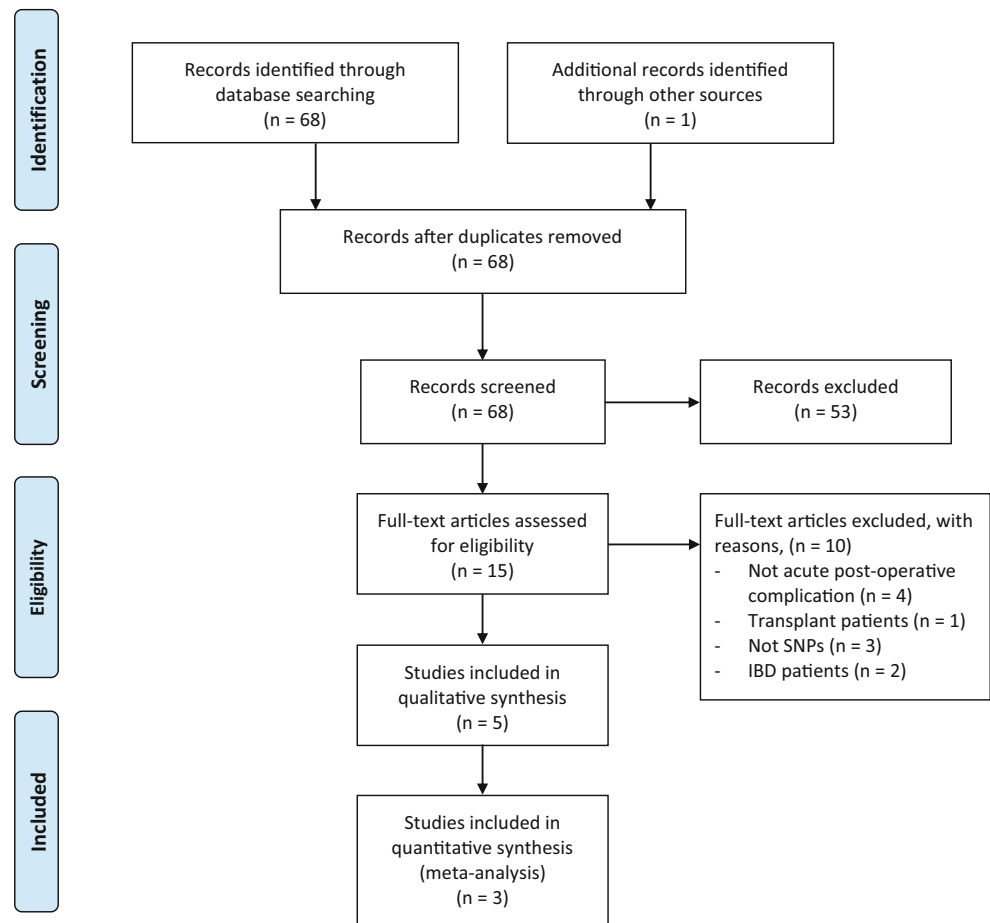 Identification
Records identified through
database searching
(n = 68)
Additional records identified
through other sources
(n = 1)
Records after duplicates removed
(n = 68)
Screening
Records screened
(n = 68)
Records excluded
(n = 53)
Eligibility
Full-text articles assessed
for eligibility
(n = 15)
Full-text articles excluded, with
reasons, (n = 10)
- Not acute post-operative
complication (n = 4)
- Transplant patients (n = 1)
- Not SNPs (n = 3)
- IBD patients (n = 2)
Studies included in
qualitative synthesis
(n = 5)
Included
Studies included in
quantitative synthesis
(meta-analysis)
(n = 3)